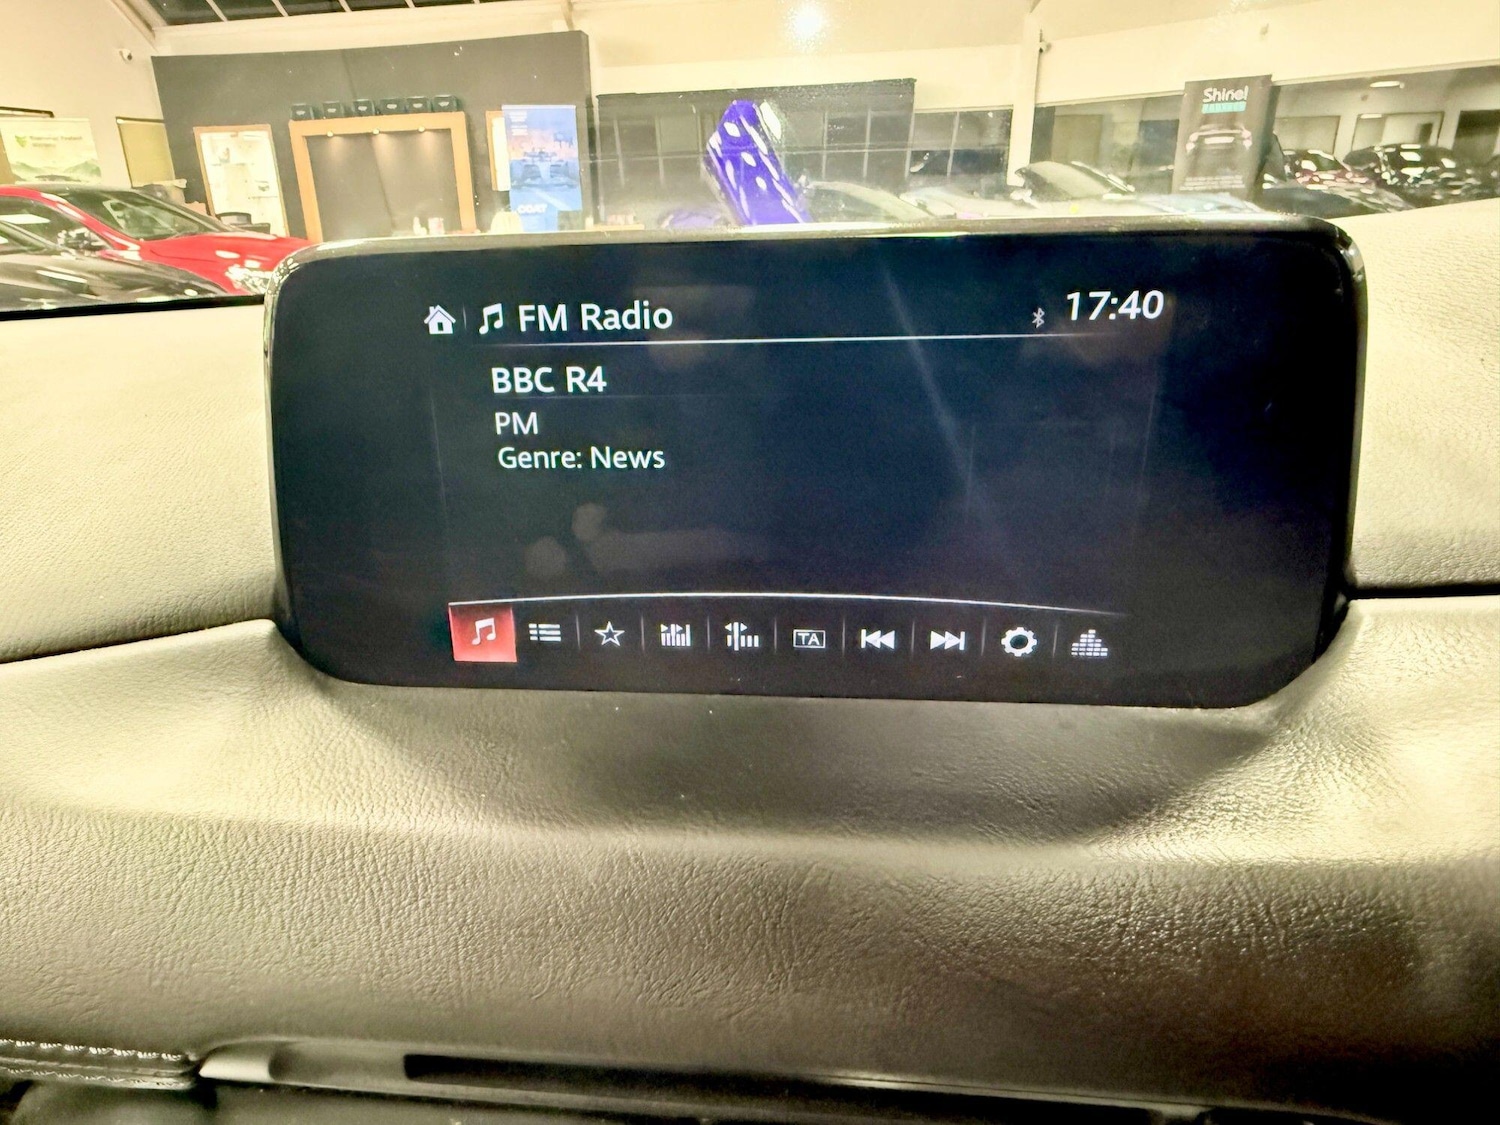 Shine!
FM Radio
17:40
BBC R4
PM
Genre: News
TA